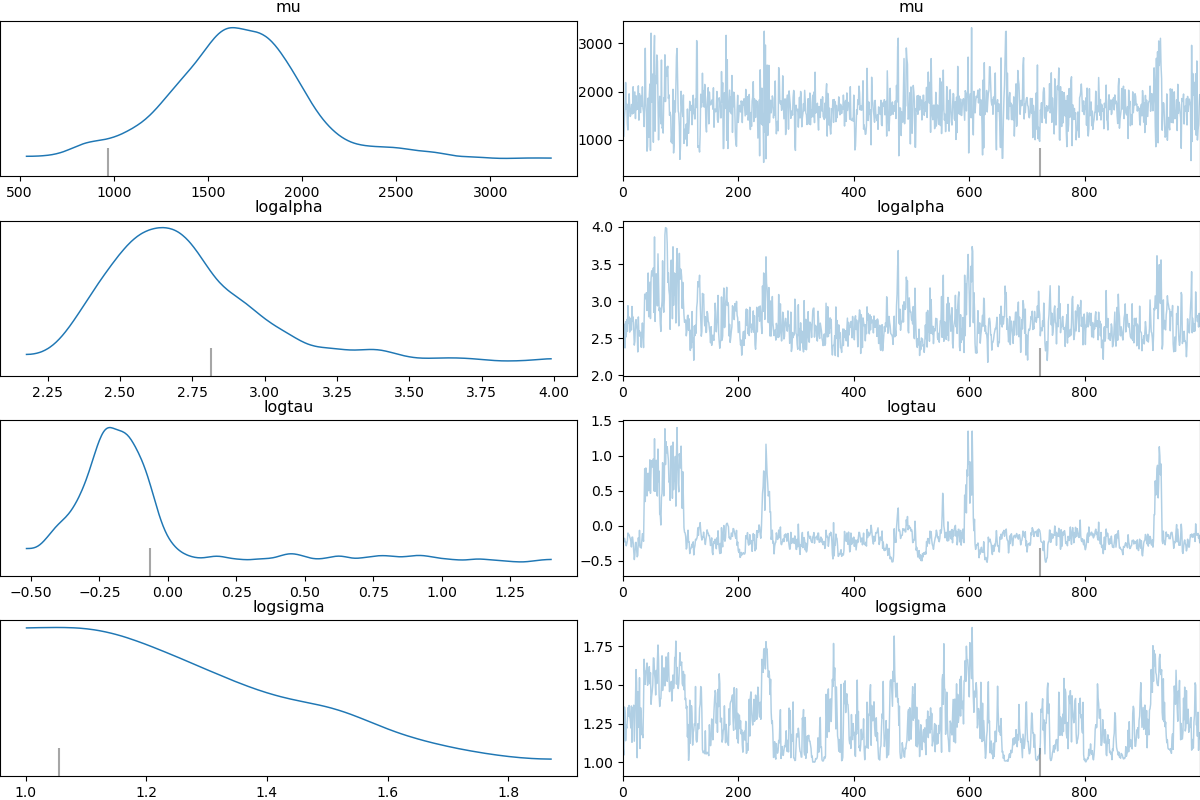 mu
mu
3000
2000
1000
500 1000 1500 2000 2500 3000
0 200 400 600 800
logalpha
logalpha
4.0
3.5
3.0
2.5
2.0
2.25 2.50 2.75 3.00 3.25 3.50 3.75 4.00
0 200 400 600 800
logtau
logtau
1.5
1.0
0.5
0.0
−0.5
−0.50 −0.25 0.00 0.25 0.50 0.75 1.00 1.25
0 200 400 600 800
logsigma
logsigma
1.75
1.50
1.25
1.00
1.0 1.2 1.4 1.6 1.8
0 200 400 600 800